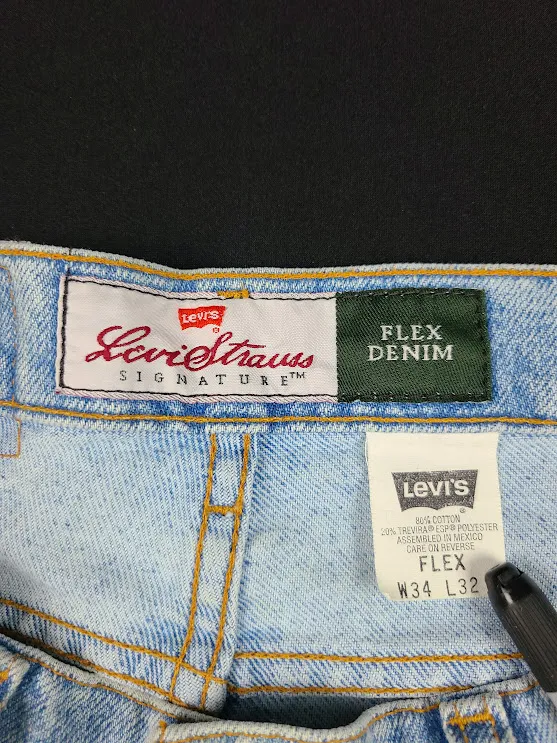 Levi's
®
Levi Strauss
SIGNATURE™
FLEX
DENIM
LEVI'S
®
80% COTTON
20% TREVIRA® ESP® POLYESTER
ASSEMBLED IN MEXICO
CARE ON REVERSE
FLEX
W34 L32